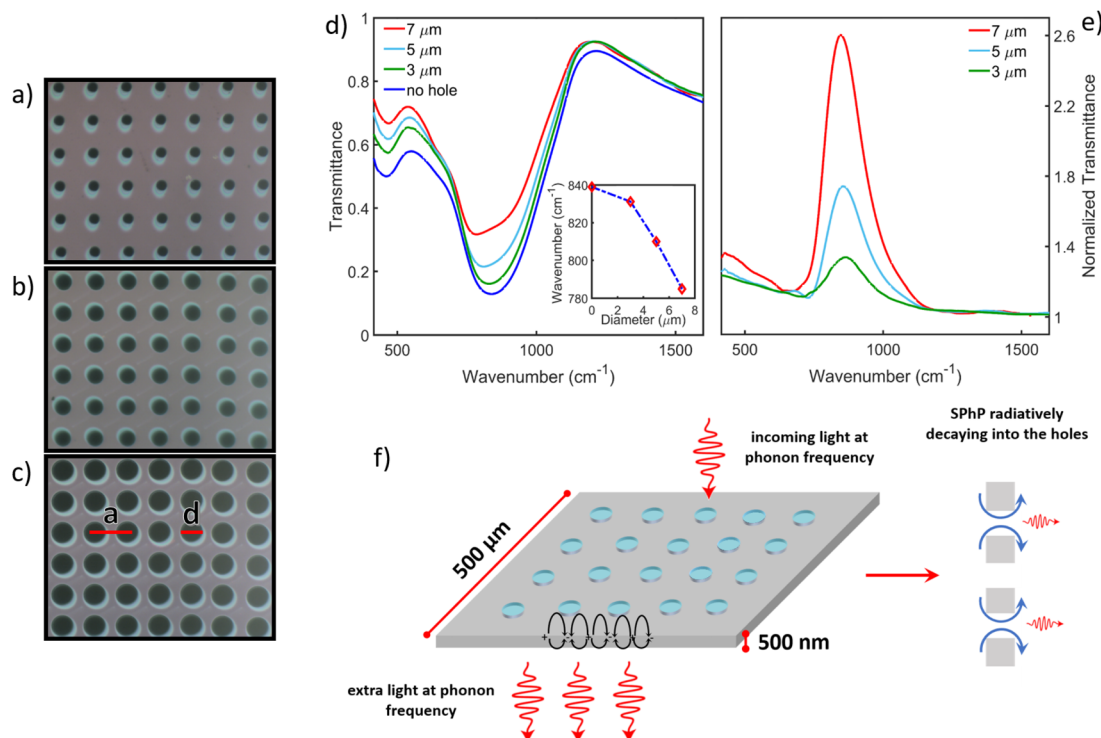 a)
b)
c)
a
d
d)
7 μm
5 μm
3 μm
no hole
Transmittance
1
0.8
0.6
0.4
0.2
0
500
1000
1500
Wavenumber (cm-1)
Wavenumber (cm-1)
840
820
800
780
0
2
4
6
8
Diameter (μm)
e)
7 μm
5 μm
3 μm
Normalized Transmittance
2.6
2.2
1.8
1.4
1
500
1000
1500
Wavenumber (cm-1)
f)
incoming light at
phonon frequency
500 μm
500 nm
extra light at phonon
frequency
SPhP radiatively
decaying into the holes